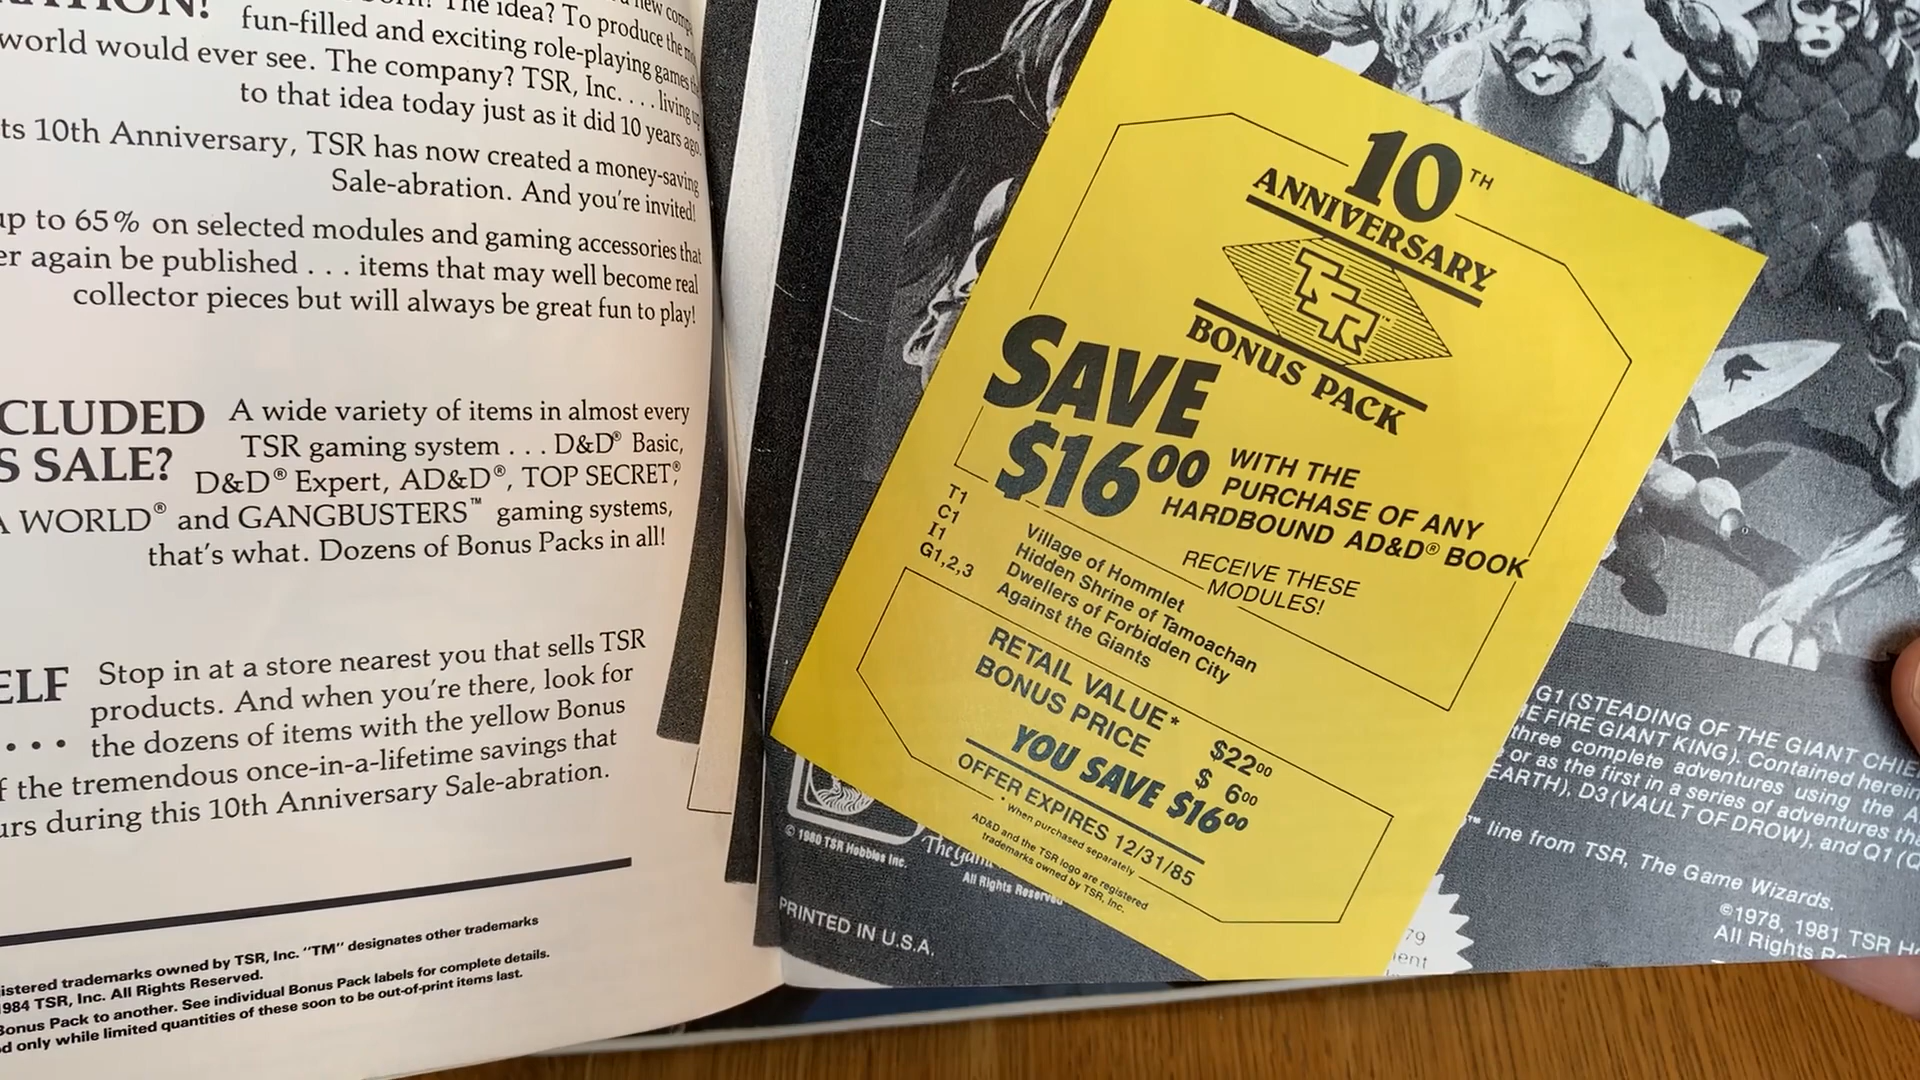 The idea? To produce the
fun-filled and exciting role-playing games
world would ever see. The company? TSR, Inc. . . . living up
to that idea today just as it did 10 years ago.
ts 10th Anniversary, TSR has now created a money-saving
Sale-abration. And you're invited!
up to 65% on selected modules and gaming accessories that
er again be published . . . items that may well become real
collector pieces but will always be great fun to play!
CLUDED
S SALE?
A wide variety of items in almost every
TSR gaming system . . . D&D® Basic,
D&D® Expert, AD&D®, TOP SECRET®,
A WORLD® and GANGBUSTERS™ gaming systems,
that's what. Dozens of Bonus Packs in all!
ELF Stop in at a store nearest you that sells TSR
products. And when you're there, look for
. . . the dozens of items with the yellow Bonus
f the tremendous once-in-a-lifetime savings that
urs during this 10th Anniversary Sale-abration.
istered trademarks owned by TSR, Inc. "TM" designates other trademarks
1984 TSR, Inc. All Rights Reserved.
Bonus Pack to another. See individual Bonus Pack labels for complete details.
d only while limited quantities of these soon to be out-of-print items last.
10TH
ANNIVERSARY
TSR™
BONUS PACK
SAVE
$1600
WITH THE
PURCHASE OF ANY
HARDBOUND AD&D® BOOK
RECEIVE THESE
MODULES!
T1 Village of Hommlet
C1 Hidden Shrine of Tamoachan
I1 Dwellers of Forbidden City
G1,2,3 Against the Giants
RETAIL VALUE* $2200
BONUS PRICE $ 600
YOU SAVE $1600
OFFER EXPIRES 12/31/85
*When purchased separately
AD&D and the TSR logo are registered
trademarks owned by TSR, Inc.
© 1980 TSR Hobbies Inc.
The
All Rights Reserved
PRINTED IN U.S.A.
G1 (STEADING OF THE GIANT CHIE
E FIRE GIANT KING). Contained herein
three complete adventures using the A
or as the first in a series of adventures tha
EARTH), D3 (VAULT OF DROW), and Q1 (Q
™ line from TSR, The Game Wizards.
©1978, 1981 TSR H
All Rights Re
79
ent